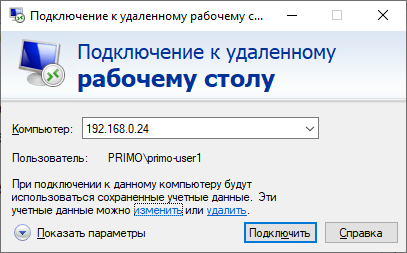 Подключение к удаленному рабочему с...
Подключение к удаленному
рабочему столу
Компьютер: 192.168.0.24
Пользователь: PRIMO\primo-user1
При подключении к данному компьютеру будут
использоваться сохраненные учетные данные. Эти
учетные данные можно изменить или удалить.
Показать параметры Подключить Справка